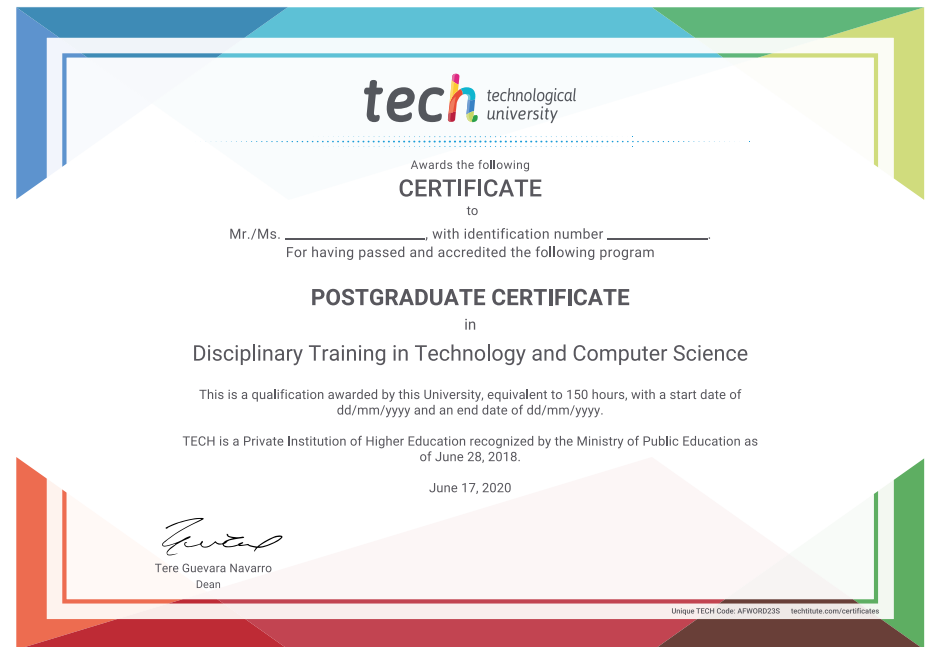 tech technological
university
Awards the following
CERTIFICATE
to
Mr./Ms. ____________________, with identification number ______________.
For having passed and accredited the following program
POSTGRADUATE CERTIFICATE
in
Disciplinary Training in Technology and Computer Science
This is a qualification awarded by this University, equivalent to 150 hours, with a start date of
dd/mm/yyyy and an end date of dd/mm/yyyy.
TECH is a Private Institution of Higher Education recognized by the Ministry of Public Education as
of June 28, 2018.
June 17, 2020
Tere Guevara Navarro
Dean
Unique TECH Code: AFWORD23S techtitute.com/certificates